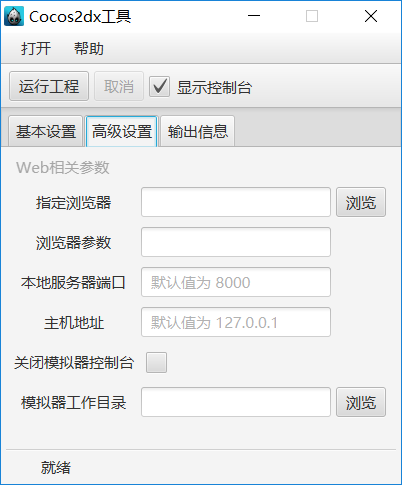 Cocos2dx工具
打开 帮助
运行工程 取消 显示控制台
基本设置 高级设置 输出信息
Web相关参数
指定浏览器 浏览
浏览器参数
本地服务器端口 默认值为 8000
主机地址 默认值为 127.0.0.1
关闭模拟器控制台
模拟器工作目录 浏览
就绪